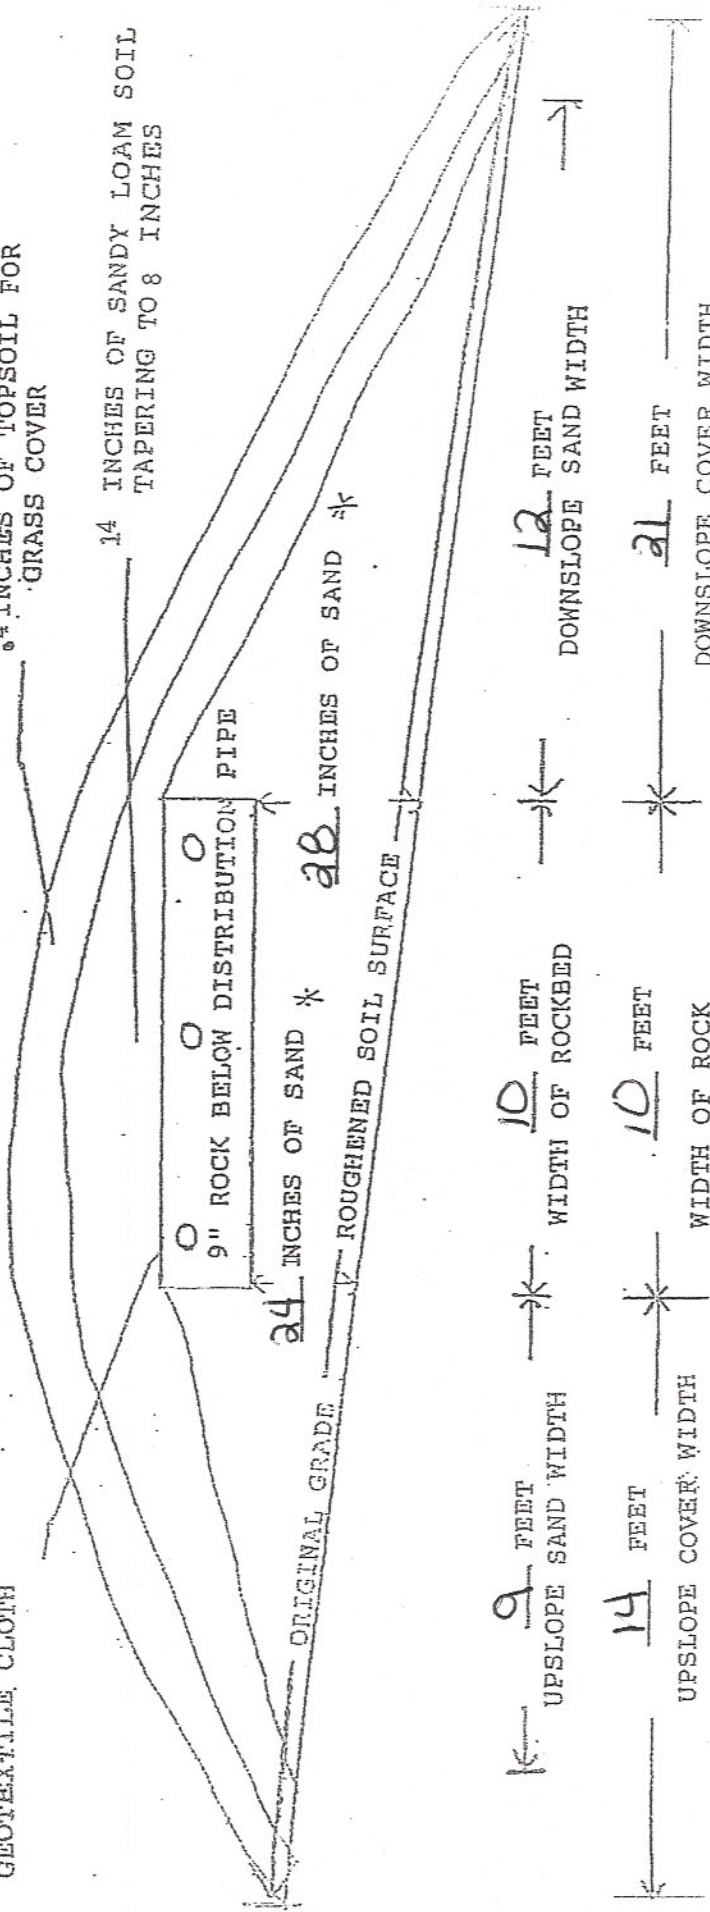 GEOTEXTILE CLOTH
INCHES OF TOPSOIL FOR
GRASS COVER
14 INCHES OF SANDY LOAM SOIL
TAPERING TO 8 INCHES
9" ROCK BELOW DISTRIBUTION PIPE
24 INCHES OF SAND *
28 INCHES OF SAND *
ORIGINAL GRADE
ROUGHENED SOIL SURFACE
9 FEET
UPSLOPE SAND WIDTH
10 FEET
WIDTH OF ROCKBED
12 FEET
DOWNSLOPE SAND WIDTH
14 FEET
UPSLOPE COVER WIDTH
10 FEET
WIDTH OF ROCK
21 FEET
DOWNSLOPE COVER WIDTH